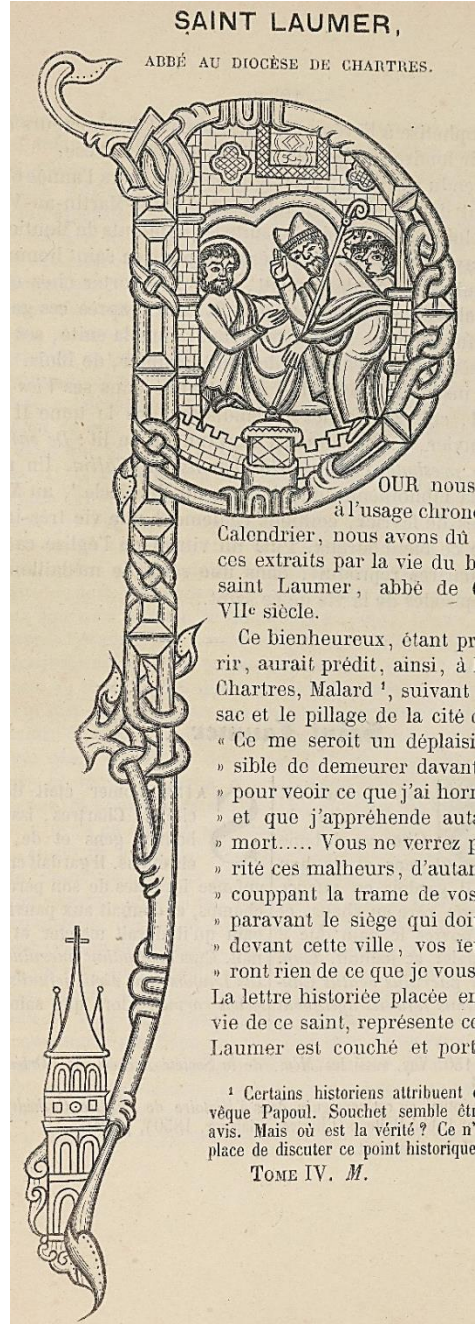 SAINT LAUMER,
ABBÉ AU DIOCÈSE DE CHARTRES.
OUR nous
à l'usage chrono
Calendrier, nous avons dû
ces extraits par la vie du b
saint Laumer, abbé de
VIIe siècle.
Ce bienheureux, étant pr
rir, aurait prédit, ainsi, à
Chartres, Malard ¹, suivant
sac et le pillage de la cité
« Ce me seroit un déplaisi
» sible de demeurer davant
» pour veoir ce que j'ai horr
» et que j'appréhende auta
» mort..... Vous ne verrez p
» rité ces malheurs, d'autan
» couppant la trame de vos
» paravant le siège qui doi
» devant cette ville, vos ïe
» ront rien de ce que je vous
La lettre historiée placée en
vie de ce saint, représente ce
Laumer est couché et port
¹ Certains historiens attribuent
vêque Papoul. Souchet semble êtr
avis. Mais où est la vérité? Ce n'
place de discuter ce point historique
TOME IV. M.